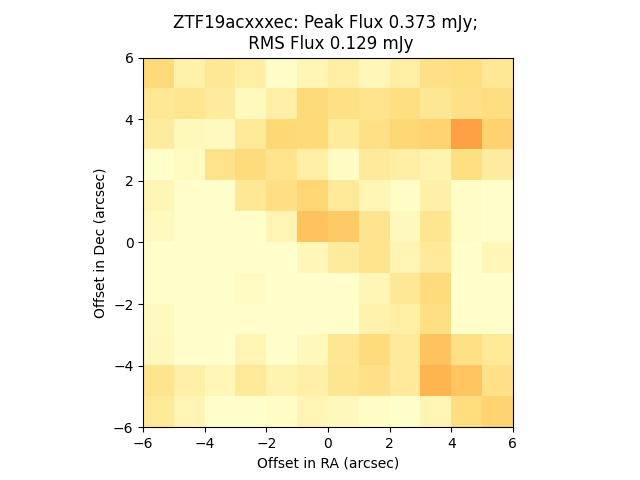 ZTF19acxxxec: Peak Flux 0.373 mJy;
RMS Flux 0.129 mJy
6
4
2
0
−2
−4
−6
Offset in Dec (arcsec)
−6 −4 −2 0 2 4 6
Offset in RA (arcsec)